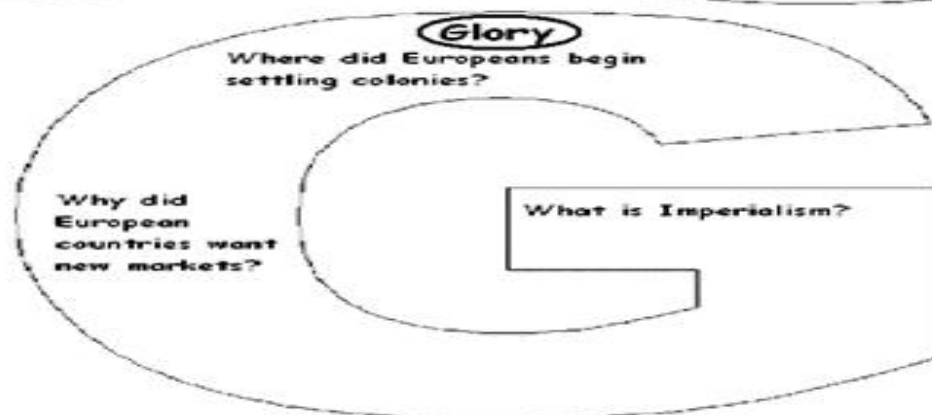 Glory
Where did Europeans begin
settling colonies?
Why did
European
countries want
new markets?
What is Imperialism?